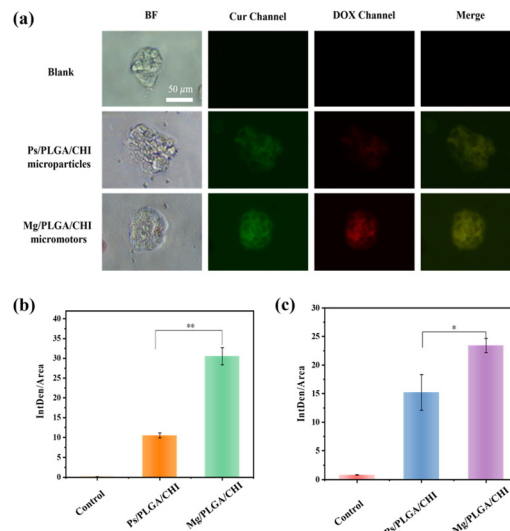 (a)
BF
Cur Channel
DOX Channel
Merge
Blank
50 μm
Ps/PLGA/CHI
microparticles
Mg/PLGA/CHI
micromotors
(b)
IntDen/Area
40
35
30
25
20
15
10
5
0
**
Control
Ps/PLGA/CHI
Mg/PLGA/CHI
(c)
IntDen/Area
25
20
15
10
5
0
*
Control
Ps/PLGA/CHI
Mg/PLGA/CHI